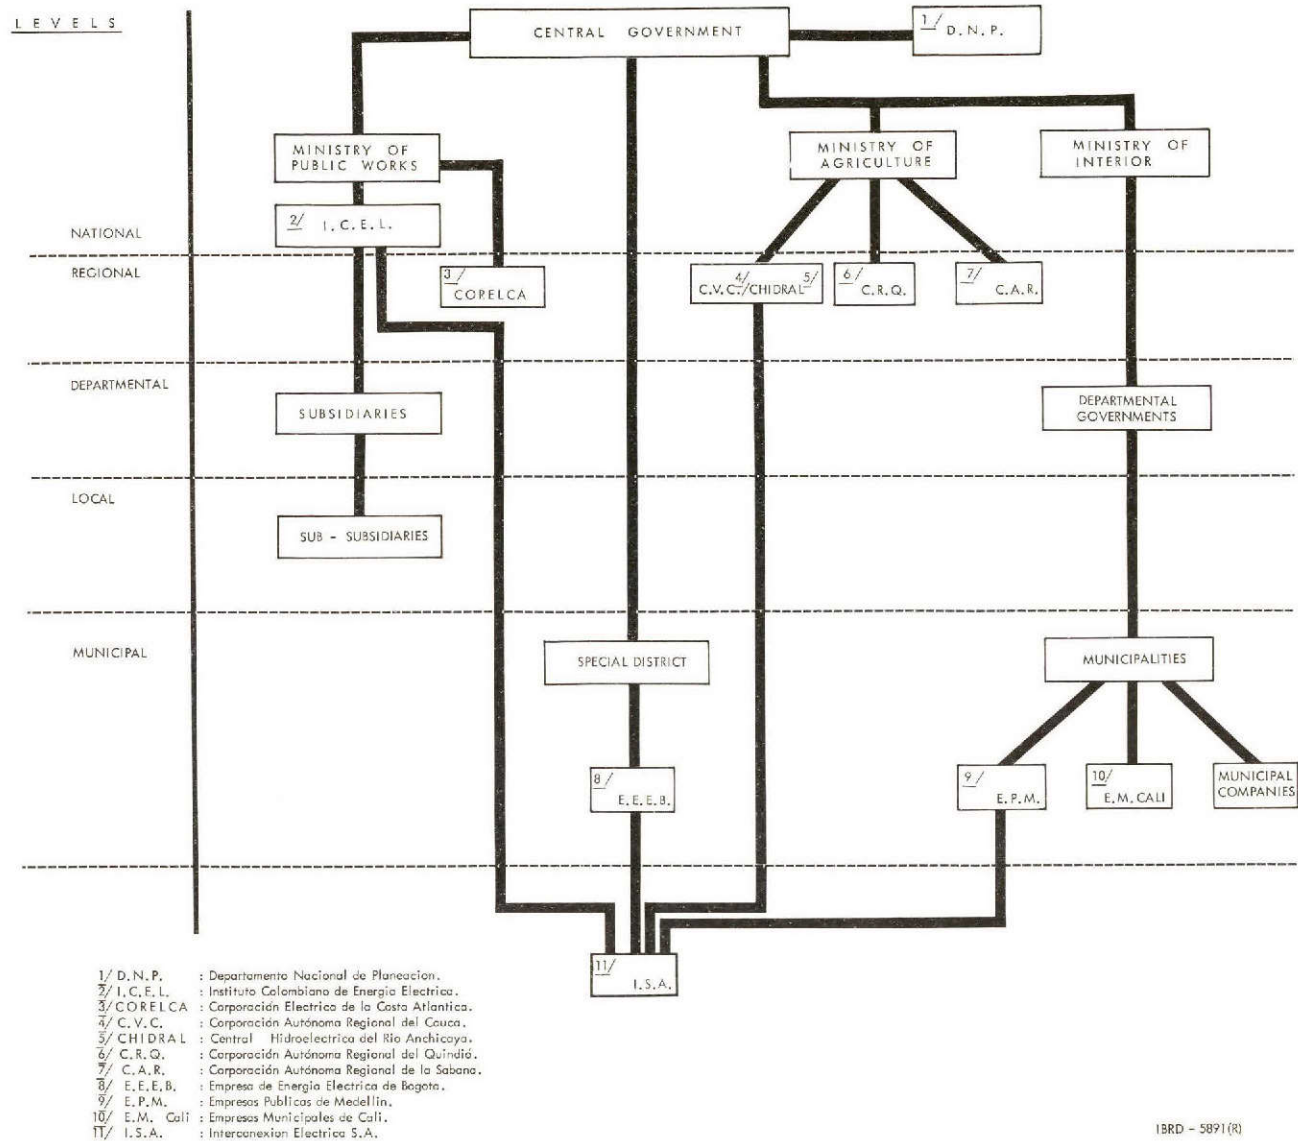 LEVELS
CENTRAL GOVERNMENT
1/ D.N.P.
MINISTRY OF
PUBLIC WORKS
MINISTRY OF
AGRICULTURE
MINISTRY OF
INTERIOR
2/ I.C.E.L.
NATIONAL
REGIONAL
3/
CORELCA
C.V.C.4/ /CHIDRAL5/
6/
C.R.Q.
7/
C.A.R.
DEPARTMENTAL
SUBSIDIARIES
DEPARTMENTAL
GOVERNMENTS
LOCAL
SUB - SUBSIDIARIES
MUNICIPAL
SPECIAL DISTRICT
MUNICIPALITIES
8/
E.E.E.B.
9/
E.P.M.
10/
E.M. CALI
MUNICIPAL
COMPANIES
11/
I.S.A.
1/ D.N.P. : Departamento Nacional de Planeacion.
2/ I.C.E.L. : Instituto Colombiano de Energia Electrica.
3/ CORELCA : Corporación Electrica de la Costa Atlantica.
4/ C.V.C. : Corporación Autónoma Regional del Cauca.
5/ CHIDRAL : Central Hidroelectrica del Rio Anchicaya.
6/ C.R.Q. : Corporación Autónoma Regional del Quindió.
7/ C.A.R. : Corporación Autónoma Regional de la Sabana.
8/ E.E.E.B. : Empresa de Energia Electrica de Bogota.
9/ E.P.M. : Empresas Publicas de Medellin.
10/ E.M. Cali : Empresas Municipales de Cali.
11/ I.S.A. : Interconexion Electrica S.A.
IBRD - 5891(R)